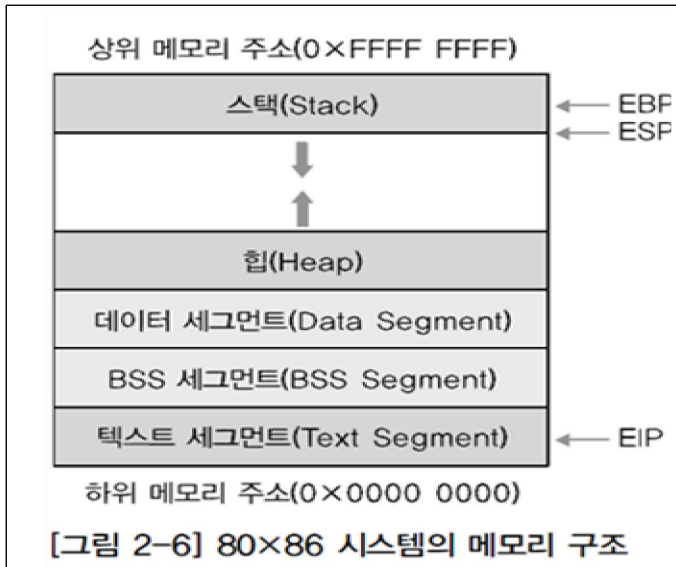 상위 메모리 주소(0×FFFF FFFF)
스택(Stack)
EBP
ESP
힙(Heap)
데이터 세그먼트(Data Segment)
BSS 세그먼트(BSS Segment)
텍스트 세그먼트(Text Segment)
EIP
하위 메모리 주소(0×0000 0000)
[그림 2-6] 80×86 시스템의 메모리 구조